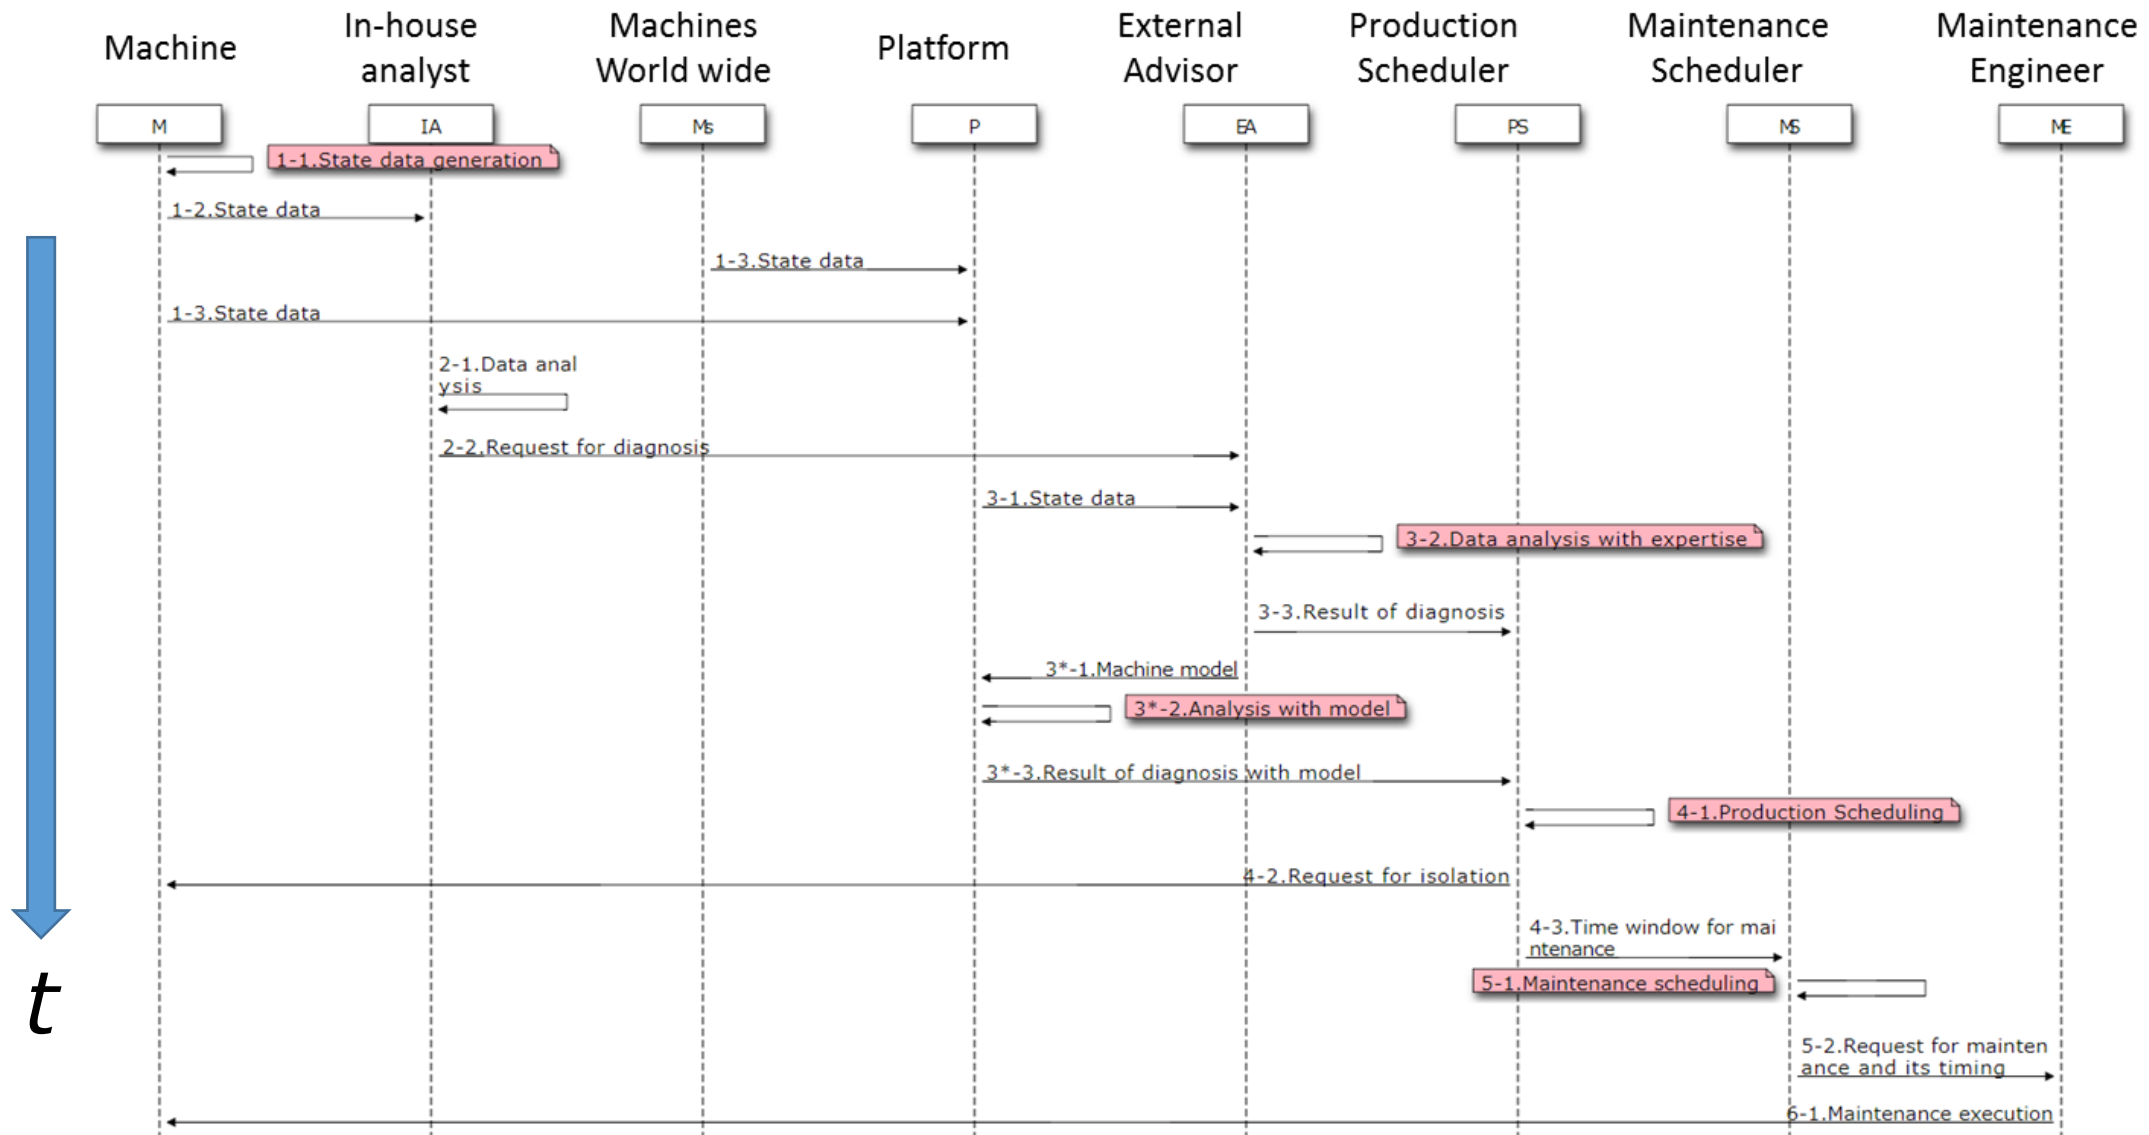 Machine
In-house
analyst
Machines
World wide
Platform
External
Advisor
Production
Scheduler
Maintenance
Scheduler
Maintenance
Engineer
M
IA
Ms
P
EA
PS
MS
ME
1-1.State data generation
1-2.State data
1-3.State data
1-3.State data
2-1.Data anal
ysis
2-2.Request for diagnosis
3-1.State data
3-2.Data analysis with expertise
3-3.Result of diagnosis
3*-1.Machine model
3*-2.Analysis with model
3*-3.Result of diagnosis with model
4-1.Production Scheduling
4-2.Request for isolation
4-3.Time window for mai
ntenance
5-1.Maintenance scheduling
t
5-2.Request for mainten
ance and its timing
6-1.Maintenance execution